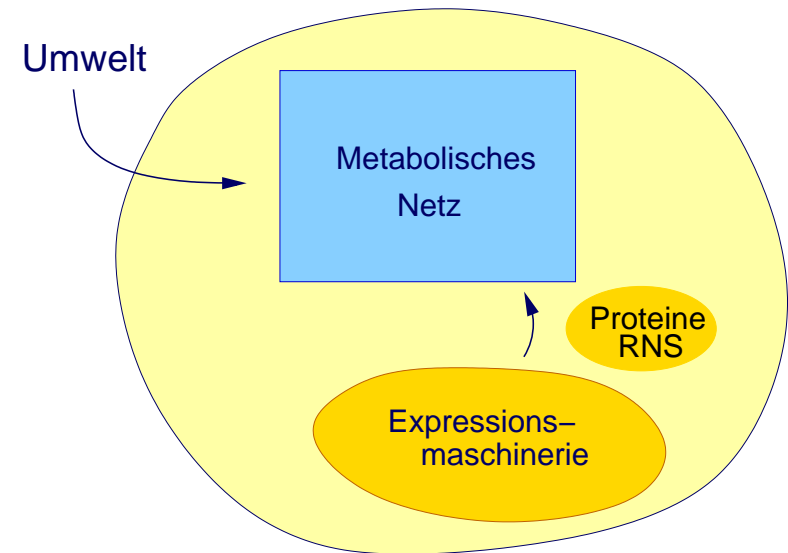 Umwelt
Metabolisches
Netz
Proteine
RNS
Expressions−
maschinerie